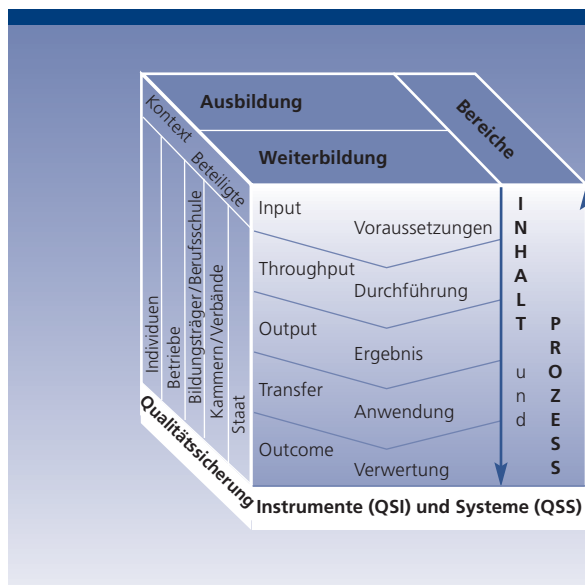 Ausbildung
Weiterbildung
Bereiche
Kontext
Beteiligte
Individuen
Betriebe
Bildungsträger/Berufsschule
Kammern/Verbände
Staat
Input
Voraussetzungen
Throughput
Durchführung
Output
Ergebnis
Transfer
Anwendung
Outcome
Verwertung
INHALT
und
PROZESS
Qualitätssicherung
Instrumente (QSI) und Systeme (QSS)